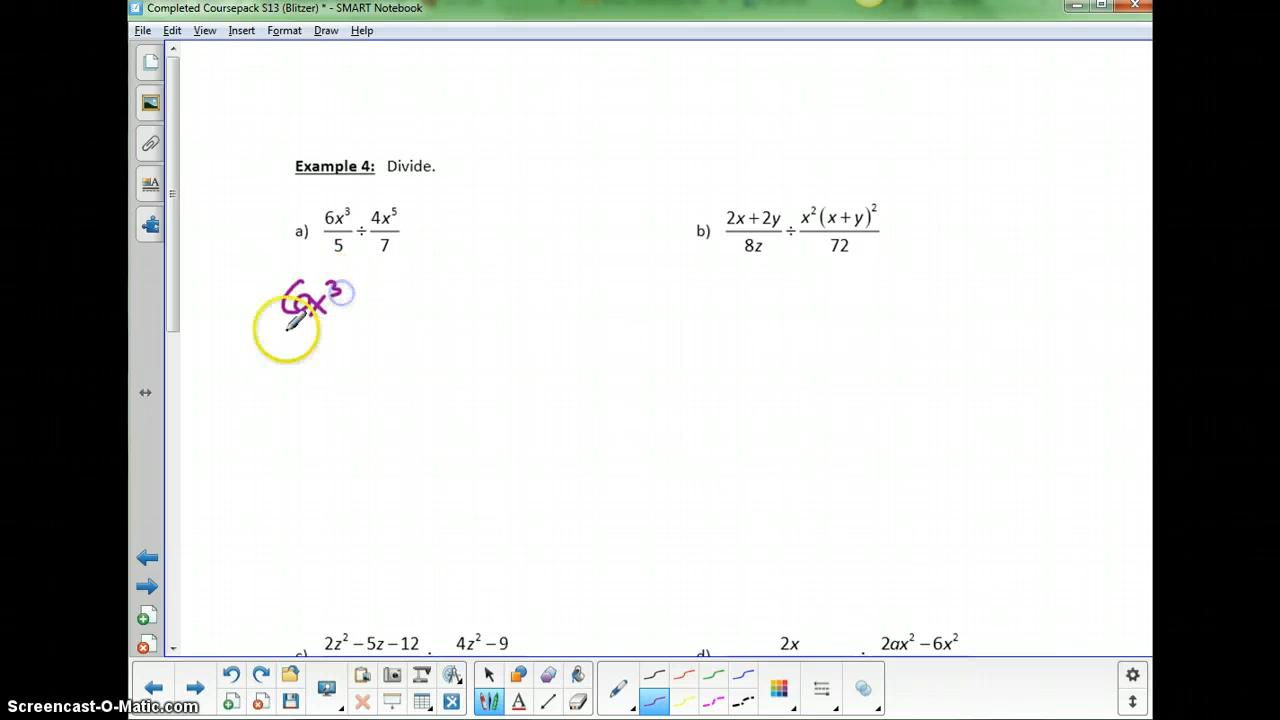 Completed Coursepack S13 (Blitzer) * - SMART Notebook
File Edit View Insert Format Draw Help
Example 4: Divide.
a) 6x³/5 ÷ 4x⁵/7
b) 2x+2y/8z ÷ x²(x+y)²/72
6x³
c) 2z²−5z−12 ÷ 4z²−9
d) 2x ÷ 2ax²−6x²
Screencast-O-Matic.com